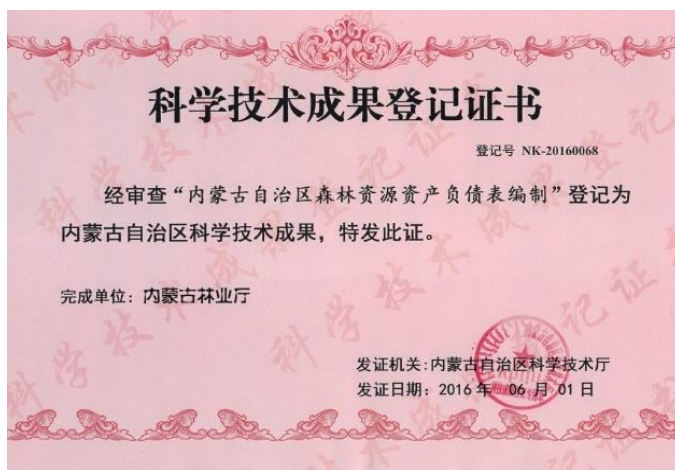 科学技术成果登记证书
登记号 NK-20160068
经审查“内蒙古自治区森林资源资产负债表编制”登记为
内蒙古自治区科学技术成果，特发此证。
完成单位：内蒙古林业厅
发证机关：内蒙古自治区科学技术厅
发证日期：2016 年 06 月 01 日